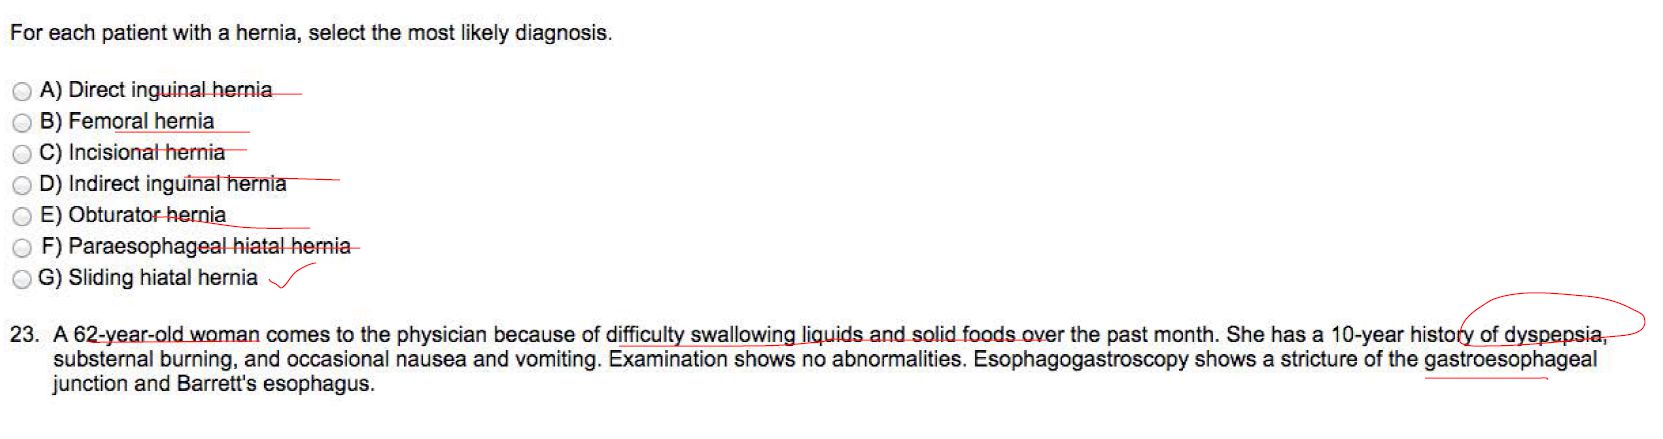 For each patient with a hernia, select the most likely diagnosis.
A) Direct inguinal hernia
B) Femoral hernia
C) Incisional hernia
D) Indirect inguinal hernia
E) Obturator hernia
F) Paraesophageal hiatal hernia
G) Sliding hiatal hernia
23. A 62-year-old woman comes to the physician because of difficulty swallowing liquids and solid foods over the past month. She has a 10-year history of dyspepsia,
substernal burning, and occasional nausea and vomiting. Examination shows no abnormalities. Esophagogastroscopy shows a stricture of the gastroesophageal
junction and Barrett's esophagus.